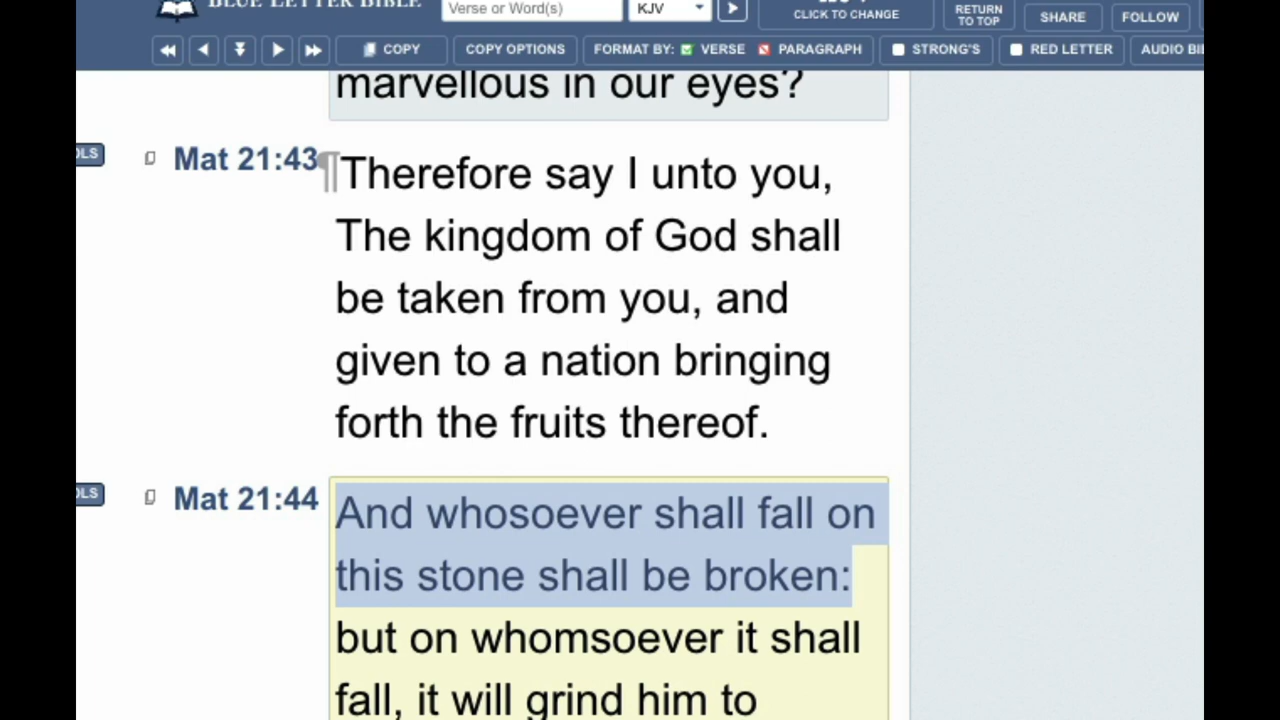 BLUE LETTER BIBLE
Verse or Word(s)
KJV
CLICK TO CHANGE
RETURN
TO TOP
SHARE
FOLLOW
COPY
COPY OPTIONS
FORMAT BY:
VERSE
PARAGRAPH
STRONG'S
RED LETTER
AUDIO BI
marvellous in our eyes?
OLS
Mat 21:43
¶Therefore say I unto you,
The kingdom of God shall
be taken from you, and
given to a nation bringing
forth the fruits thereof.
OLS
Mat 21:44
And whosoever shall fall on
this stone shall be broken:
but on whomsoever it shall
fall, it will grind him to